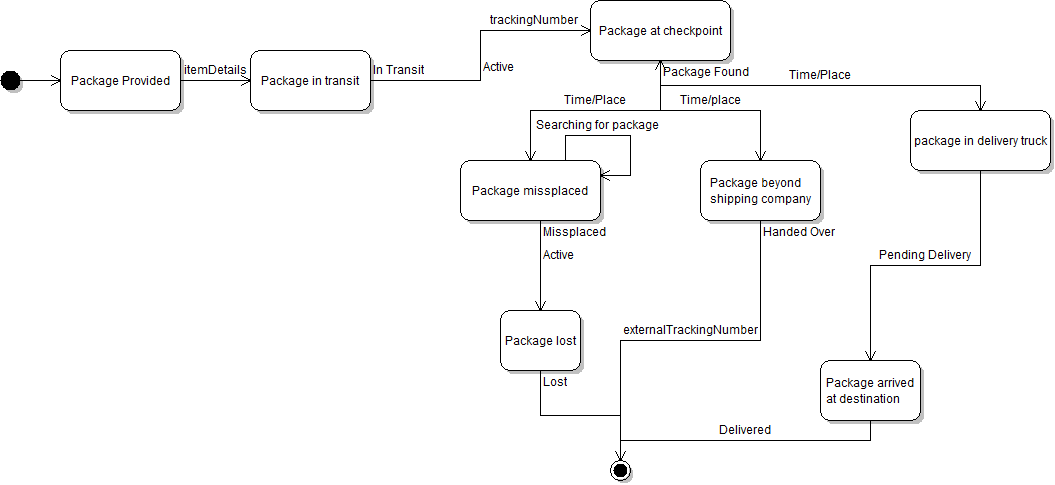 trackingNumber
Package at checkpoint
Package Provided
itemDetails
Package in transit
In Transit
Active
Package Found
Time/Place
Time/Place
Time/place
Searching for package
package in delivery truck
Package missplaced
Package beyond
shipping company
Missplaced
Handed Over
Active
Pending Delivery
externalTrackingNumber
Package lost
Lost
Package arrived
at destination
Delivered